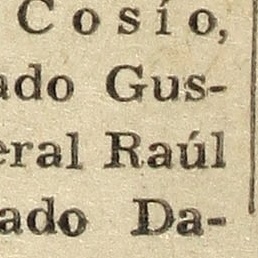 Cosío,
ado Gus-
eral Raúl
ado Da-